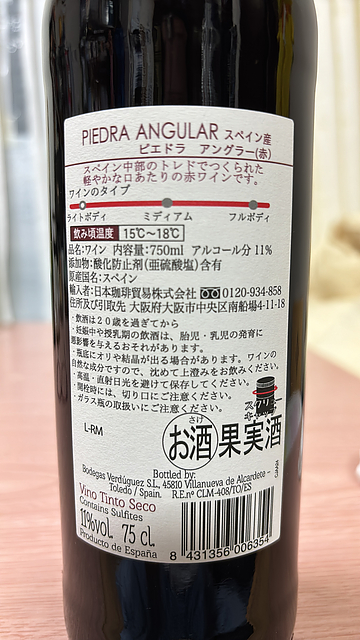 PIEDRA ANGULAR スペイン産
ピエドラ アングラー(赤)
スペイン中部のトレドでつくられた
軽やかな口あたりの赤ワインです。
ワインのタイプ
ライトボディ ミディアム フルボディ
飲み頃温度 15℃~18℃
品名:ワイン 内容量:750ml アルコール分 11%
添加物:酸化防止剤(亜硫酸塩)含有
原産国名:スペイン
輸入者:日本珈琲貿易株式会社 0120-934-858
住所及び引取先 大阪府大阪市中央区南船場4-11-18
・飲酒は20歳を過ぎてから
・妊娠中や授乳期の飲酒は、胎児・乳児の発育に
悪影響を与えるおそれがあります。
・瓶底にオリや結晶が出る場合があります。ワインの
自然な成分ですので、沈めて上澄みをお飲みください。
・高温・直射日光を避けて保存してください。
・開栓時には、切り口にご注意ください。
・ガラス瓶の取扱いにご注意ください。
L-RM
さけ
お酒 果実酒
Bottled by:
Bodegas Verdúguez S.L, 45810 Villanueva de Alcardete -
Toledo / Spain. R.E.nº CLM-408/TO/ES
Vino Tinto Seco
Contains Sulfites
11%vol. 75 cl.
Producto de España
8 431356 006354